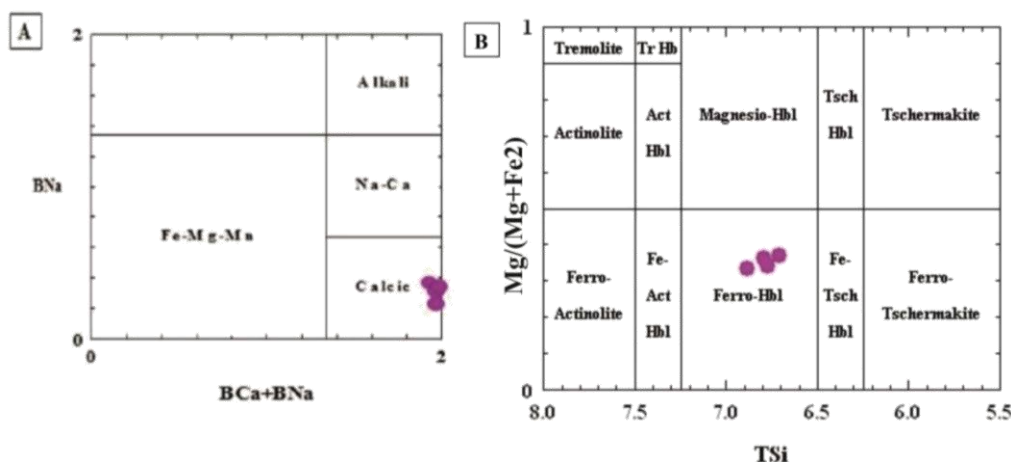 A
2
Alkali
BNa
Na-Ca
Fe-Mg-Mn
Calcic
0
0
2
BCa+BNa
B
1
Tremolite
Tr Hb
Actinolite
Act
Hbl
Magnesio-Hbl
Tsch
Hbl
Tschermakite
Mg/(Mg+Fe2)
Ferro-
Actinolite
Fe-
Act
Hbl
Ferro-Hbl
Fe-
Tsch
Hbl
Ferro-
Tschermakite
0
8.0
7.5
7.0
6.5
6.0
5.5
TSi